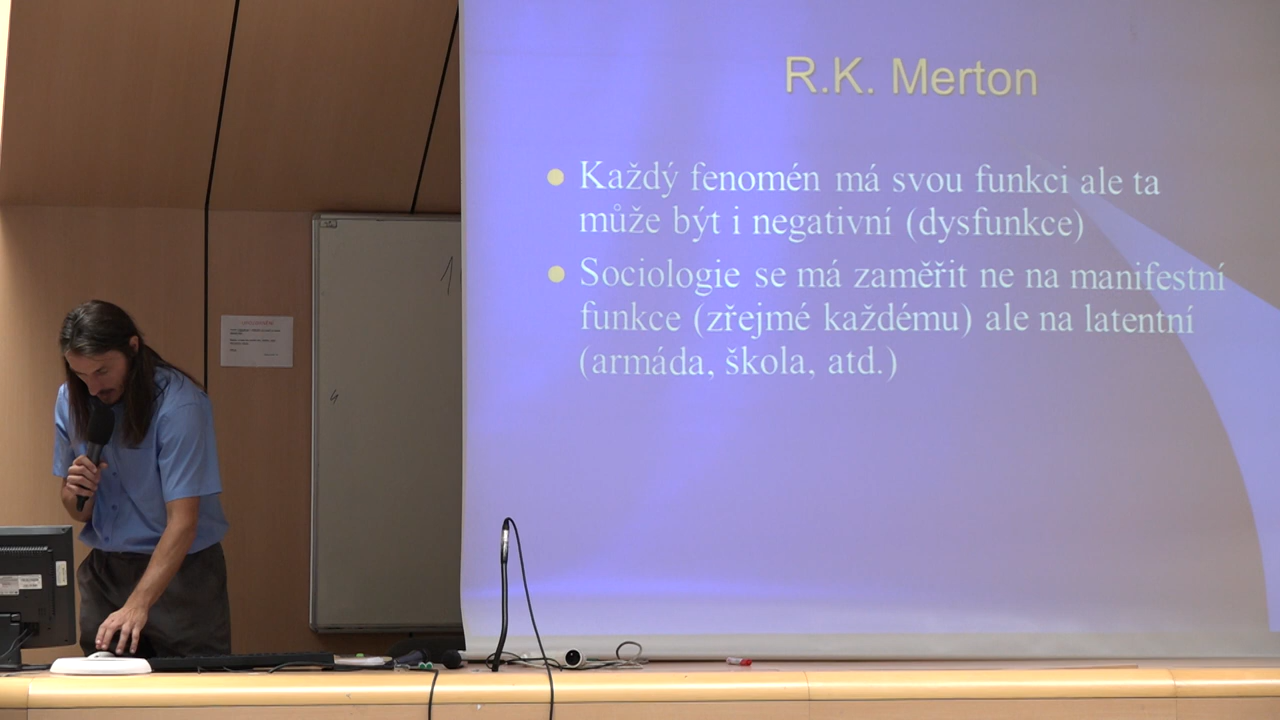 R.K. Merton
Každý fenomén má svou funkci ale ta
může být i negativní (dysfunkce)
Sociologie se má zaměřit ne na manifestní
funkce (zřejmé každému) ale na latentní
(armáda, škola, atd.)